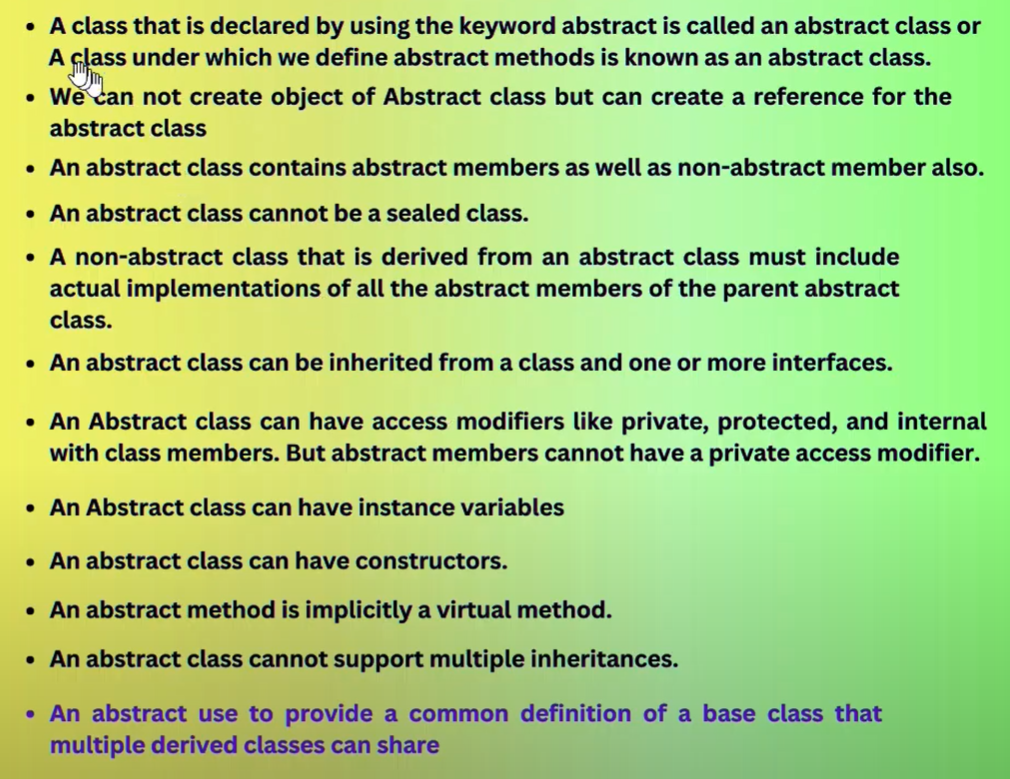 • A class that is declared by using the keyword abstract is called an abstract class or
A class under which we define abstract methods is known as an abstract class.
• We can not create object of Abstract class but can create a reference for the
abstract class
• An abstract class contains abstract members as well as non-abstract member also.
• An abstract class cannot be a sealed class.
• A non-abstract class that is derived from an abstract class must include
actual implementations of all the abstract members of the parent abstract
class.
• An abstract class can be inherited from a class and one or more interfaces.
• An Abstract class can have access modifiers like private, protected, and internal
with class members. But abstract members cannot have a private access modifier.
• An Abstract class can have instance variables
• An abstract class can have constructors.
• An abstract method is implicitly a virtual method.
• An abstract class cannot support multiple inheritances.
• An abstract use to provide a common definition of a base class that
multiple derived classes can share